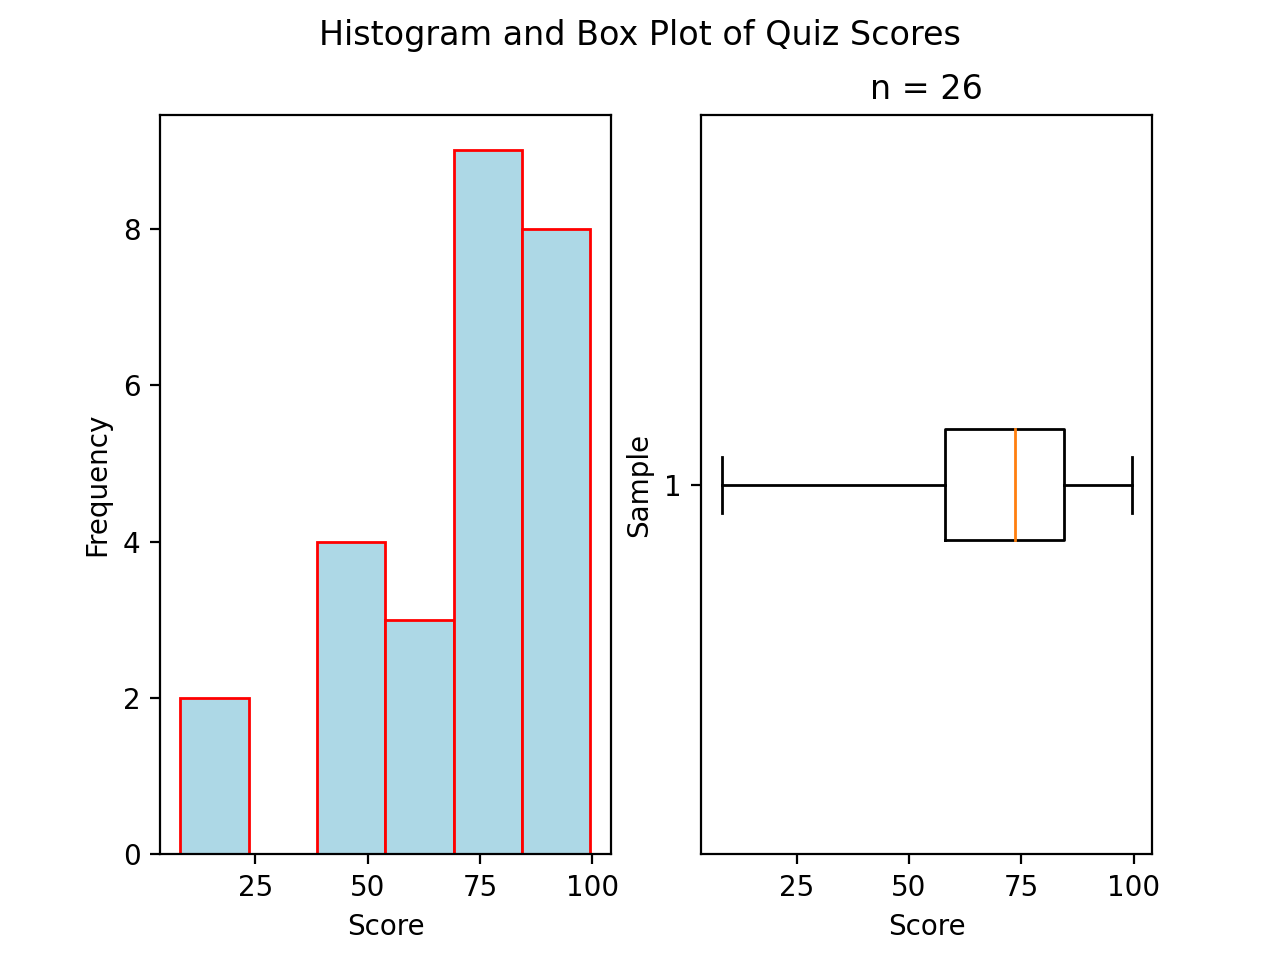 Histogram and Box Plot of Quiz Scores
Frequency
8
6
4
2
0
25 50 75 100
Score
n = 26
Sample
1
25 50 75 100
Score